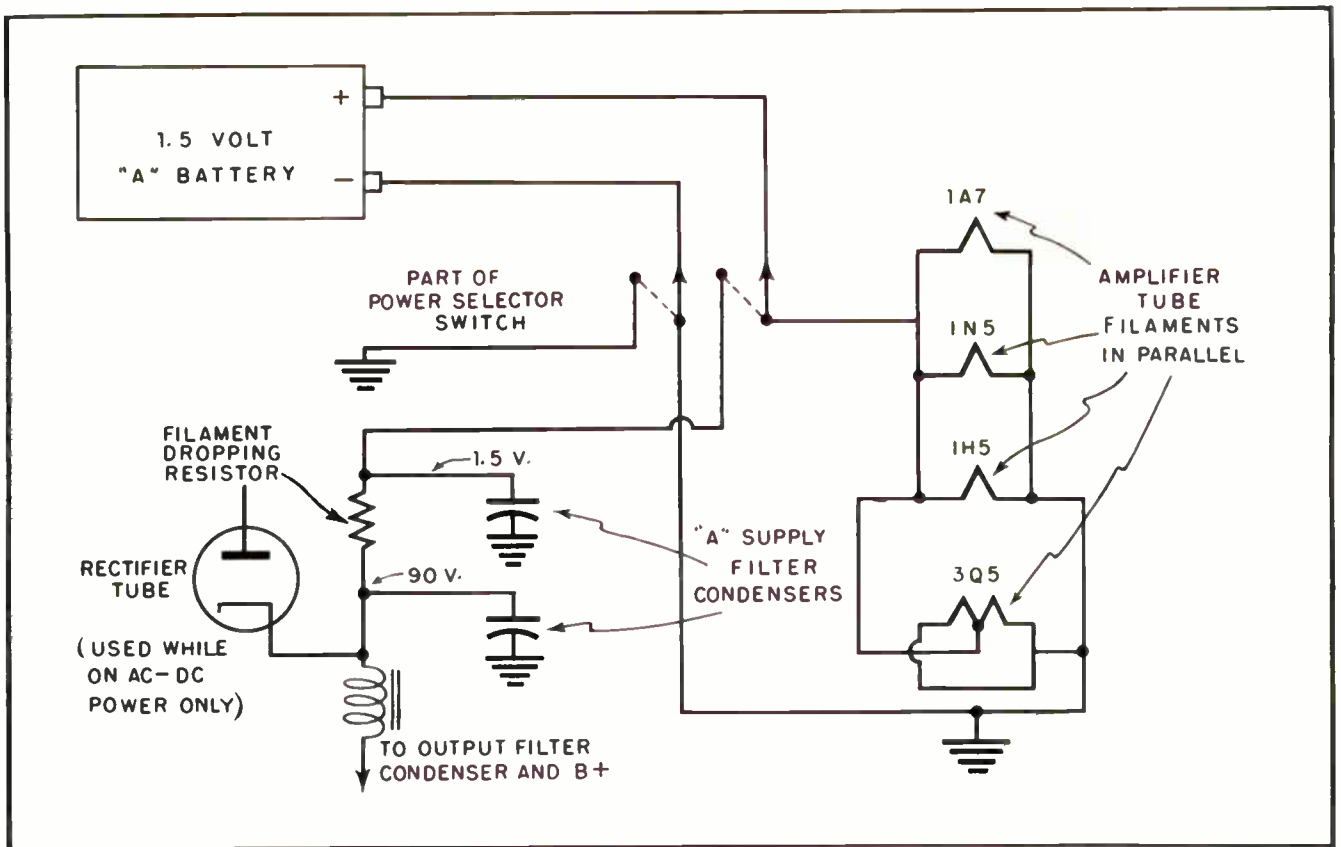 +
1.5 VOLT
"A" BATTERY
−
1A7
PART OF
POWER SELECTOR
SWITCH
AMPLIFIER
TUBE
FILAMENTS
IN PARALLEL
1N5
FILAMENT
DROPPING
RESISTOR
1.5 V.
1H5
"A" SUPPLY
FILTER
CONDENSERS
RECTIFIER
TUBE
90 V.
3Q5
(USED WHILE
ON AC-DC
POWER ONLY)
TO OUTPUT FILTER
CONDENSER AND B+